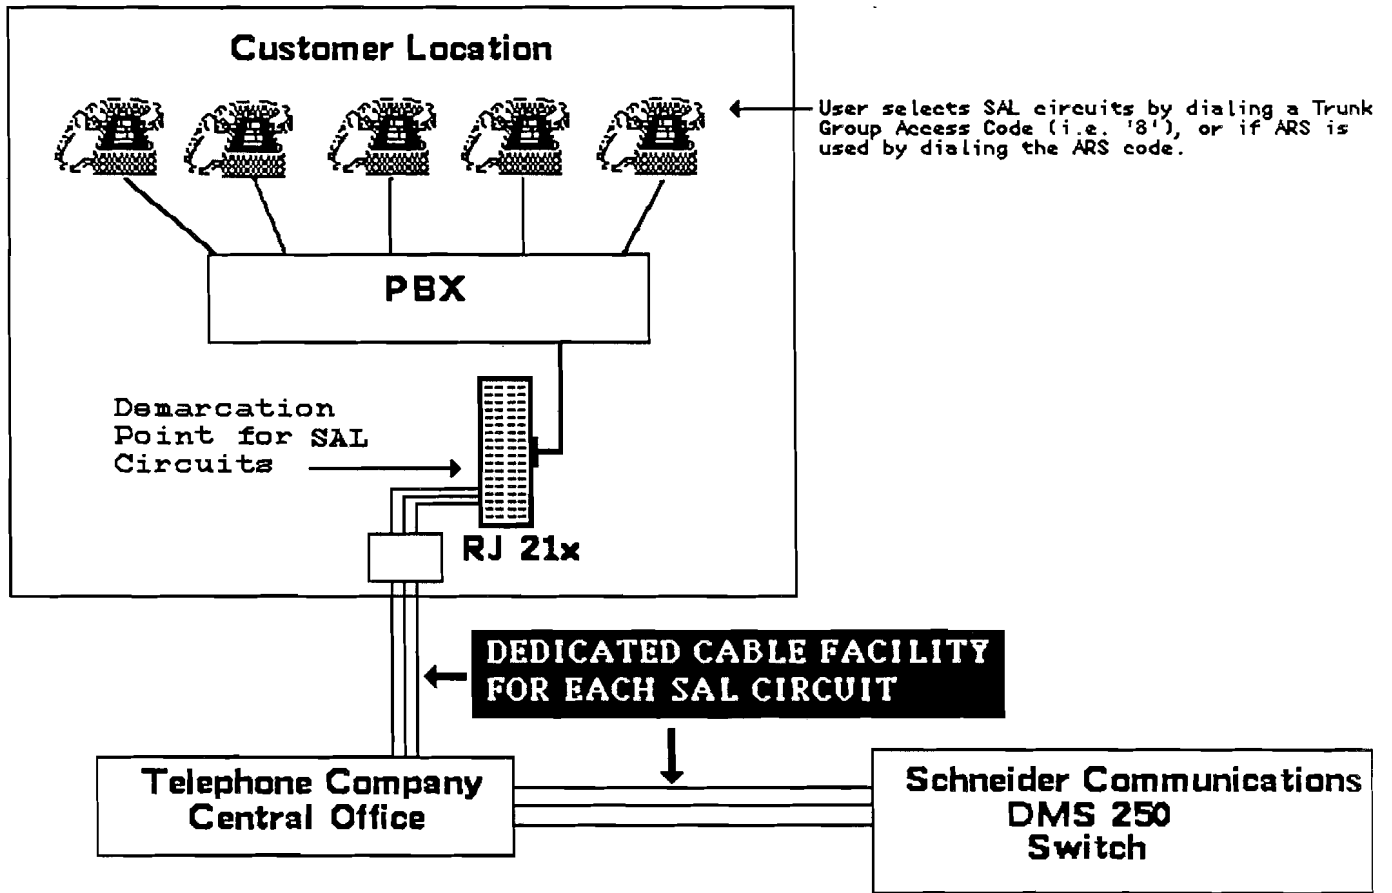 Customer Location
User selects SAL circuits by dialing a Trunk
Group Access Code (i.e. '8'), or if ARS is
used by dialing the ARS code.
PBX
Demarcation
Point for SAL
Circuits
RJ 21x
DEDICATED CABLE FACILITY
FOR EACH SAL CIRCUIT
Telephone Company
Central Office
Schneider Communications
DMS 250
Switch